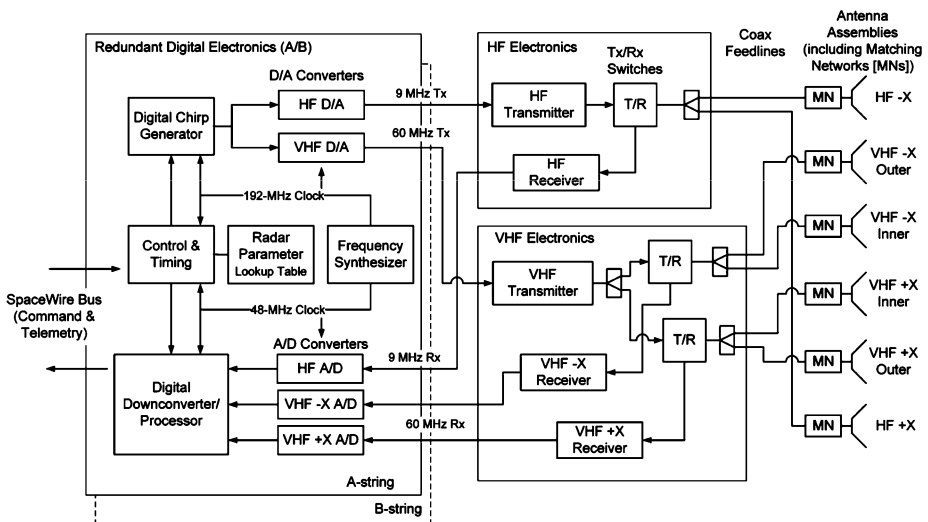 Redundant Digital Electronics (A/B)
D/A Converters
HF D/A
VHF D/A
Digital Chirp
Generator
192-MHz Clock
Control &
Timing
Radar
Parameter
Lookup Table
Frequency
Synthesizer
48-MHz Clock
A/D Converters
HF A/D
VHF -X A/D
VHF +X A/D
Digital
Downconverter/
Processor
A-string
B-string
SpaceWire Bus
(Command &
Telemetry)
9 MHz Tx
60 MHz Tx
9 MHz Rx
60 MHz Rx
HF Electronics
Tx/Rx
Switches
HF
Transmitter
T/R
HF
Receiver
VHF Electronics
VHF
Transmitter
T/R
T/R
VHF -X
Receiver
VHF +X
Receiver
Coax
Feedlines
Antenna
Assemblies
(including Matching
Networks [MNs])
MN
HF -X
MN
VHF -X
Outer
MN
VHF -X
Inner
MN
VHF +X
Inner
MN
VHF +X
Outer
MN
HF +X